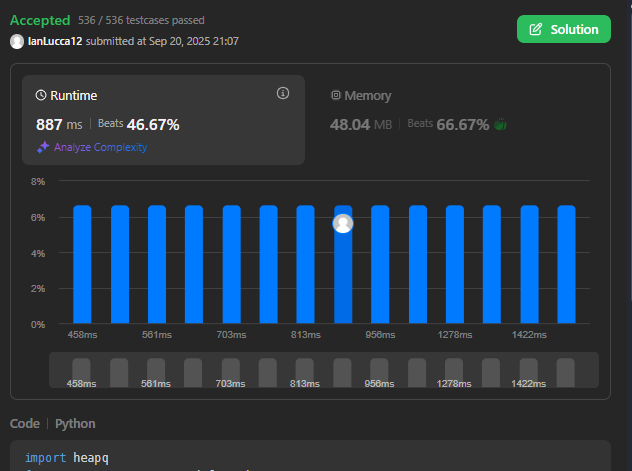 Accepted 536 / 536 testcases passed
IanLucca12 submitted at Sep 20, 2025 21:07
Solution
Runtime
887 ms | Beats 46.67%
Analyze Complexity
Memory
48.04 MB | Beats 66.67%
8%
6%
4%
2%
0%
458ms 561ms 703ms 813ms 956ms 1278ms 1422ms
458ms 561ms 703ms 813ms 956ms 1278ms 1422ms
Code | Python
import heapq